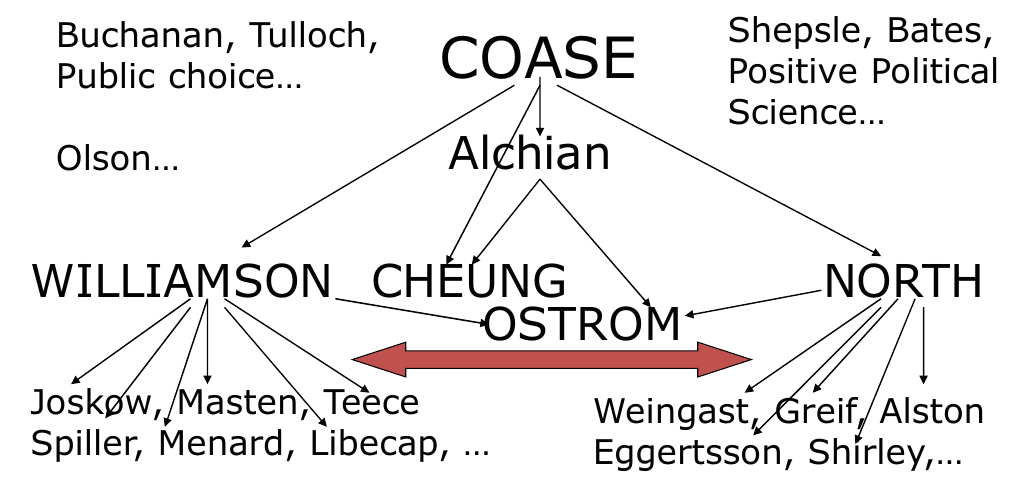 Buchanan, Tulloch,
Public choice…
Olson…
COASE
Shepsle, Bates,
Positive Political
Science…
Alchian
WILLIAMSON
CHEUNG
OSTROM
NORTH
Joskow, Masten, Teece
Spiller, Menard, Libecap, …
Weingast, Greif, Alston
Eggertsson, Shirley,…